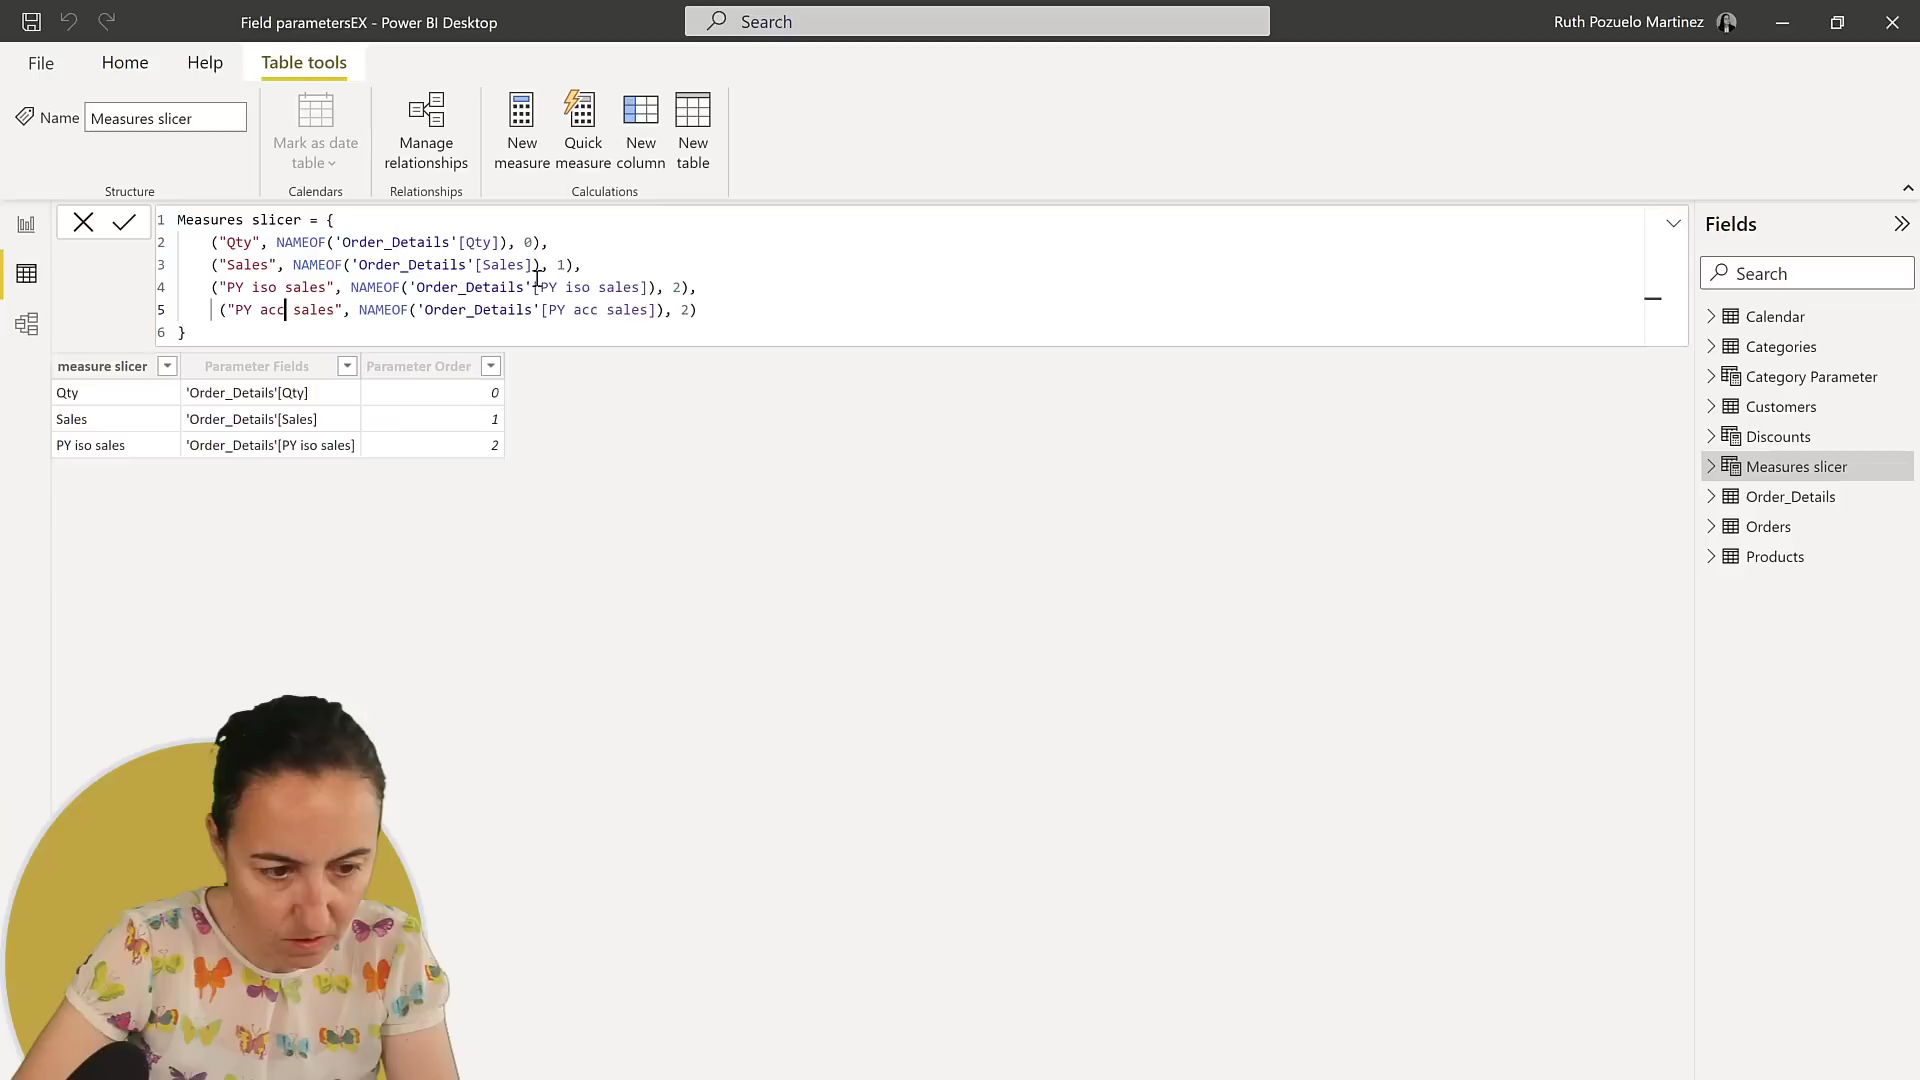 Field parametersEX - Power BI Desktop
Search
Ruth Pozuelo Martinez
File
Home
Help
Table tools
Name
Measures slicer
Mark as date
table
Manage
relationships
New
measure
Quick
measure
New
column
New
table
Structure
Calendars
Relationships
Calculations
1 Measures slicer = {
2 ("Qty", NAMEOF('Order_Details'[Qty]), 0),
3 ("Sales", NAMEOF('Order_Details'[Sales]), 1),
4 ("PY iso sales", NAMEOF('Order_Details'[PY iso sales]), 2),
5 ("PY acc sales", NAMEOF('Order_Details'[PY acc sales]), 2)
6 }
measure slicer Parameter Fields Parameter Order
Qty 'Order_Details'[Qty] 0
Sales 'Order_Details'[Sales] 1
PY iso sales 'Order_Details'[PY iso sales] 2
Fields
Search
Calendar
Categories
Category Parameter
Customers
Discounts
Measures slicer
Order_Details
Orders
Products